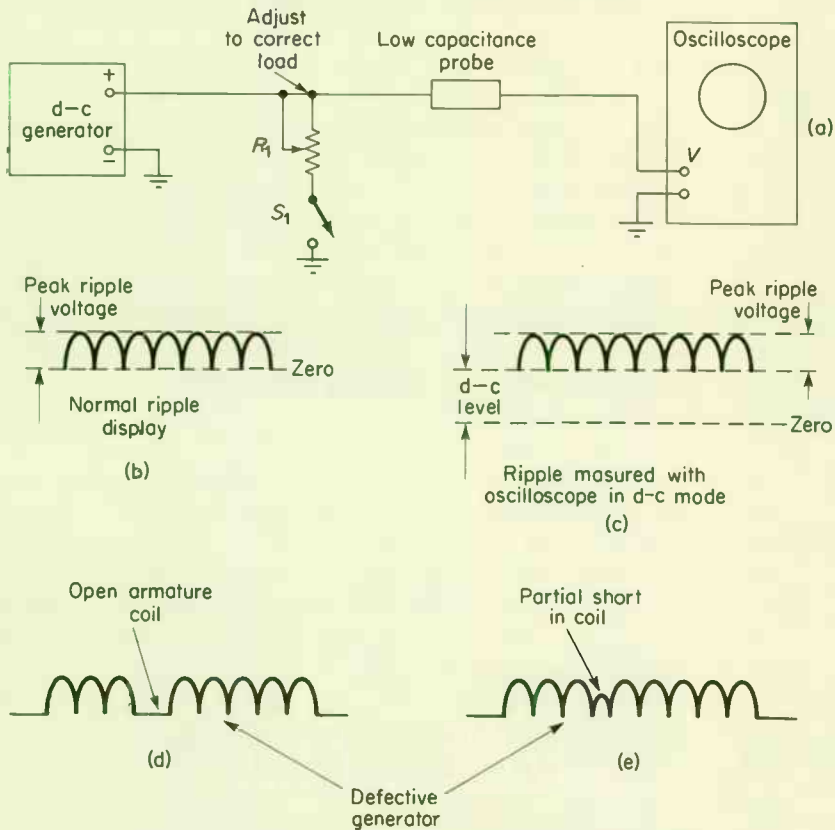 Adjust
to correct
load
Low capacitance
probe
Oscilloscope
+
d-c
generator
−
R1
S1
V
(a)
Peak ripple
voltage
Zero
Normal ripple
display
(b)
Peak ripple
voltage
d-c
level
Zero
Ripple masured with
oscilloscope in d-c mode
(c)
Open armature
coil
(d)
Partial short
in coil
(e)
Defective
generator